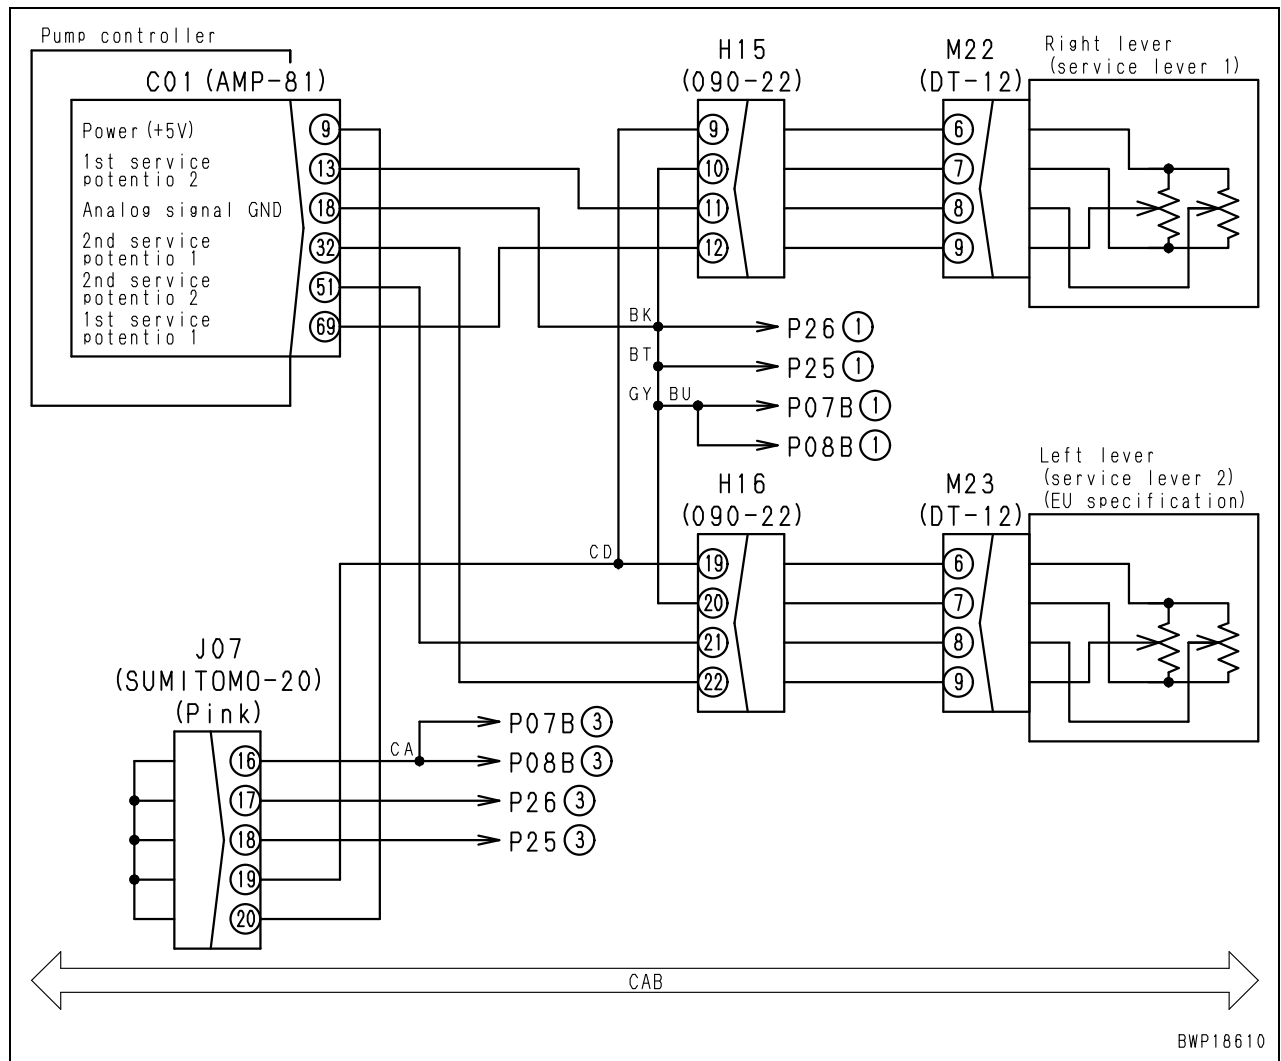 Pump controller
C01 (AMP-81)
Power (+5V)
9
1st service
potentio 2
13
Analog signal GND
18
2nd service
potentio 1
32
2nd service
potentio 2
51
1st service
potentio 1
69
H15
(090-22)
9
10
11
12
M22
(DT-12)
6
7
8
9
Right lever
(service lever 1)
BK
P26 1
BT
P25 1
GY
BU
P07B 1
P08B 1
H16
(090-22)
CD
19
20
21
22
M23
(DT-12)
6
7
8
9
Left lever
(service lever 2)
(EU specification)
J07
(SUMITOMO-20)
(Pink)
16
17
18
19
20
CA
P07B 3
P08B 3
P26 3
P25 3
CAB
BWP18610